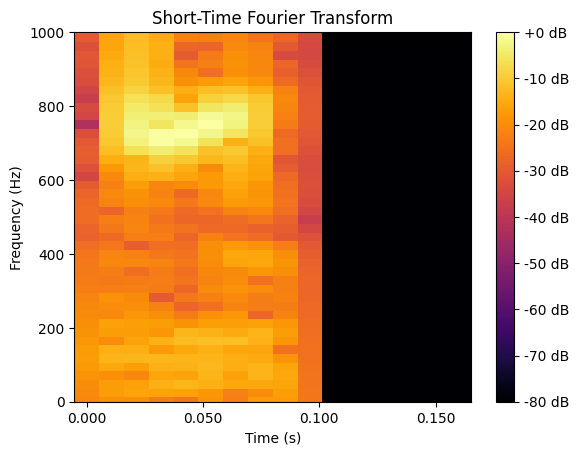 Short-Time Fourier Transform
1000
800
600
400
200
0
Frequency (Hz)
0.000
0.050
0.100
0.150
Time (s)
+0 dB
-10 dB
-20 dB
-30 dB
-40 dB
-50 dB
-60 dB
-70 dB
-80 dB